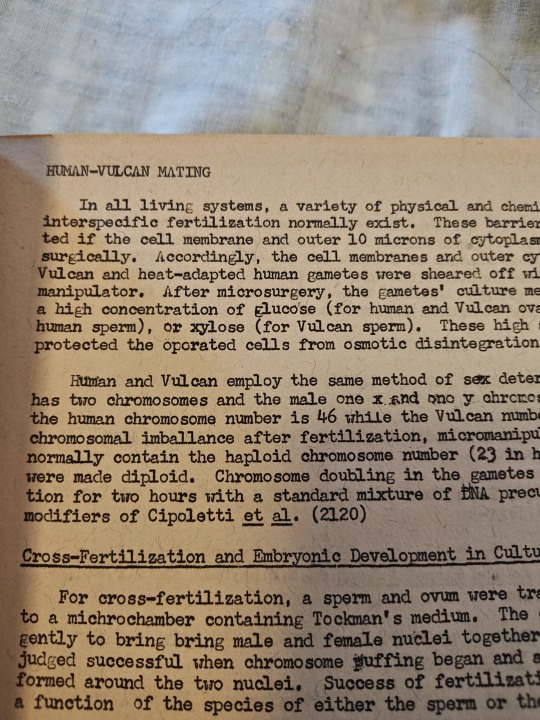 HUMAN-VULCAN MATING
In all living systems, a variety of physical and chemi
interspecific fertilization normally exist. These barrier
ted if the cell membrane and outer 10 microns of cytoplasm
surgically. Accordingly, the cell membranes and outer cy
Vulcan and heat-adapted human gametes were sheared off wi
manipulator. After microsurgery, the gametes' culture me
a high concentration of glucose (for human and Vulcan ova
human sperm), or xylose (for Vulcan sperm). These high s
protected the oporated cells from osmotic disintegration
Human and Vulcan employ the same method of sex deter
has two chromosomes and the male one x and one y chromos
the human chromosome number is 46 while the Vulcan numbe
chromosomal imballance after fertilization, micromanipul
normally contain the haploid chromosome number (23 in h
were made diploid. Chromosome doubling in the gametes
tion for two hours with a standard mixture of DNA precu
modifiers of Cipoletti et al. (2120)
Cross-Fertilization and Embryonic Development in Cultu
For cross-fertilization, a sperm and ovum were tra
to a michrochamber containing Tockman's medium. The
gently to bring bring male and female nuclei together
judged successful when chromosome puffing began and a
formed around the two nuclei. Success of fertilizati
a function of the species of either the sperm or the